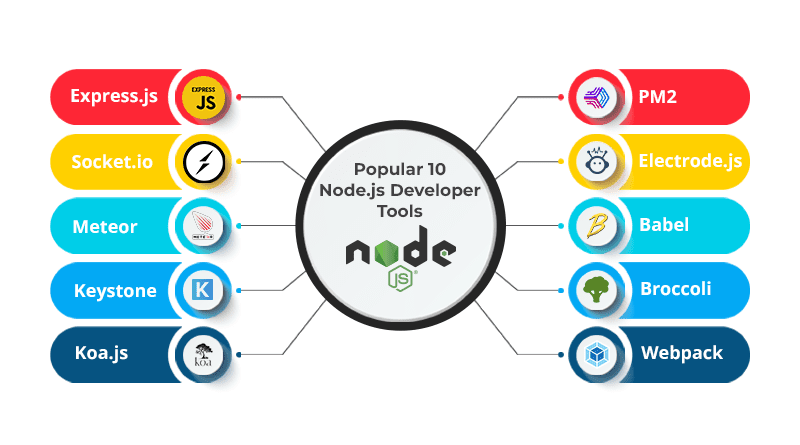 Express.js
EXPRESS
JS
Socket.io
Meteor
METEOR
Keystone
K
Koa.js
koa
Popular 10
Node.js Developer
Tools
node
JS
®
PM2
Electrode.js
Babel
B
Broccoli
Webpack